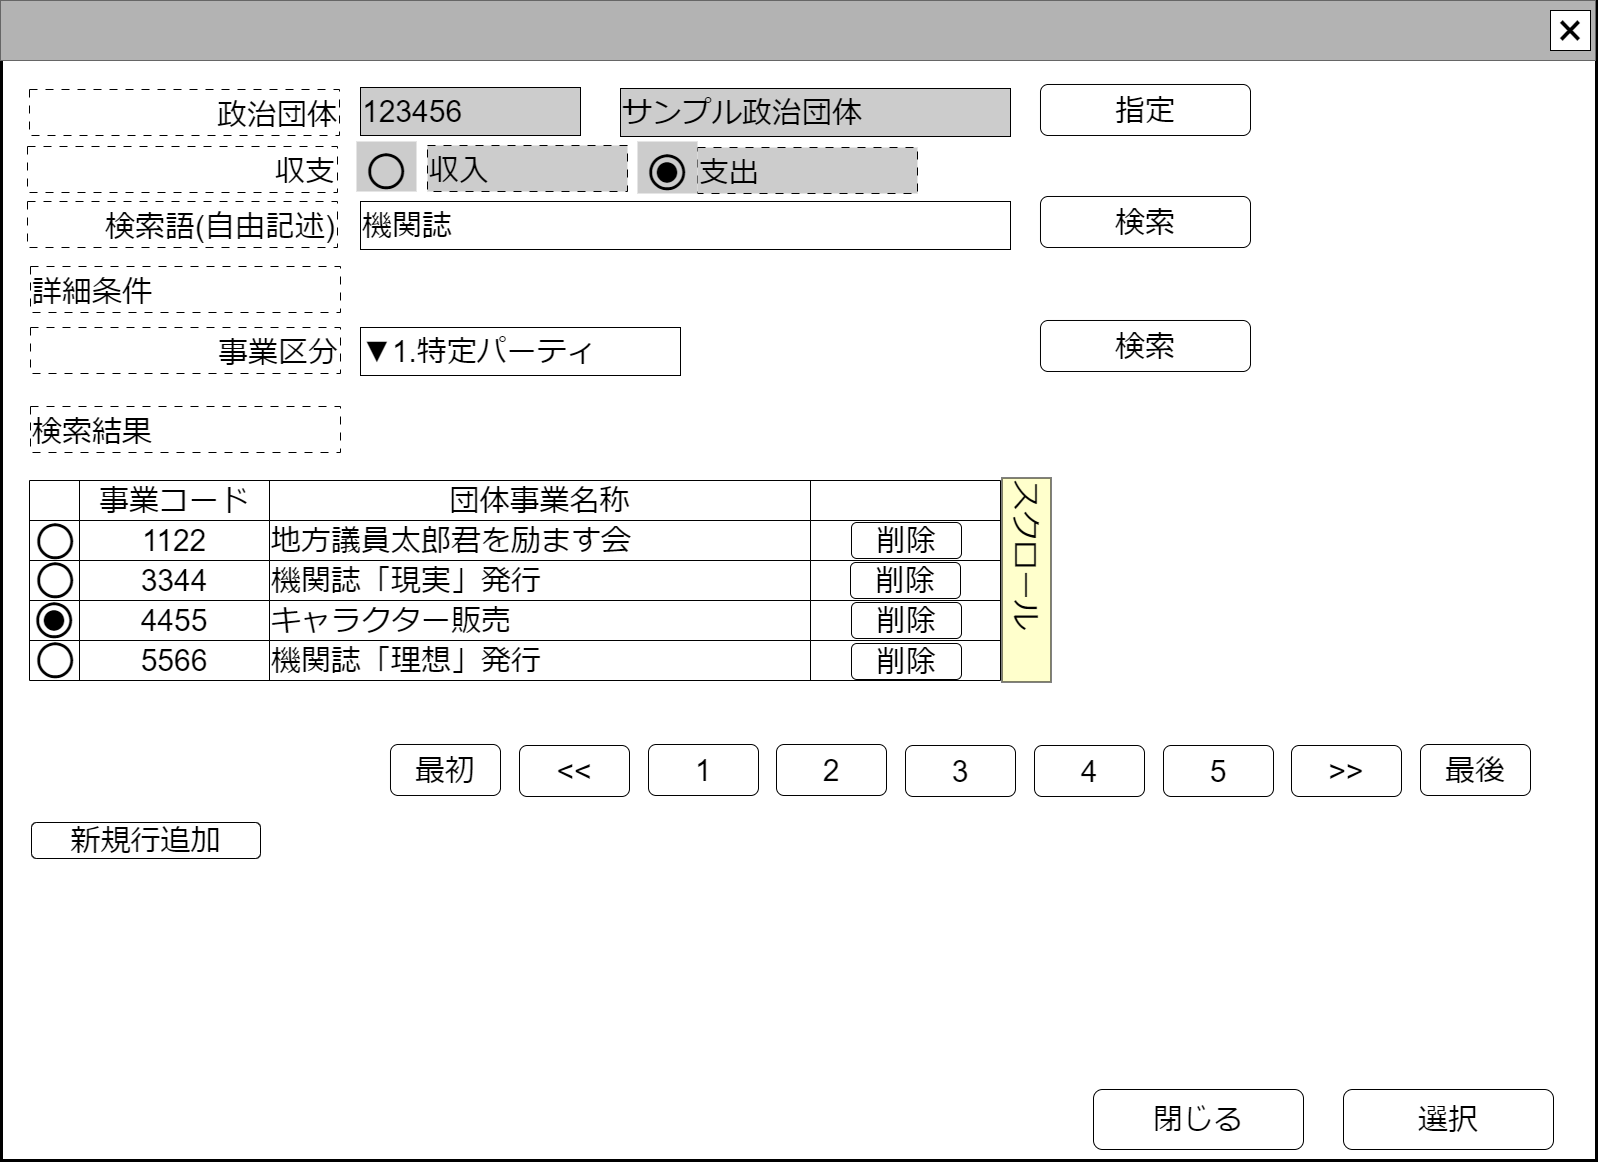 ×
政治団体 123456 サンプル政治団体 指定
収支 収入 支出
検索語(自由記述) 機関誌 検索
詳細条件
事業区分 ▼1.特定パーティ 検索
検索結果
事業コード 団体事業名称
1122 地方議員太郎君を励ます会 削除
3344 機関誌「現実」発行 削除
4455 キャラクター販売 削除
5566 機関誌「理想」発行 削除
スクロール
最初 << 1 2 3 4 5 >> 最後
新規行追加
閉じる 選択